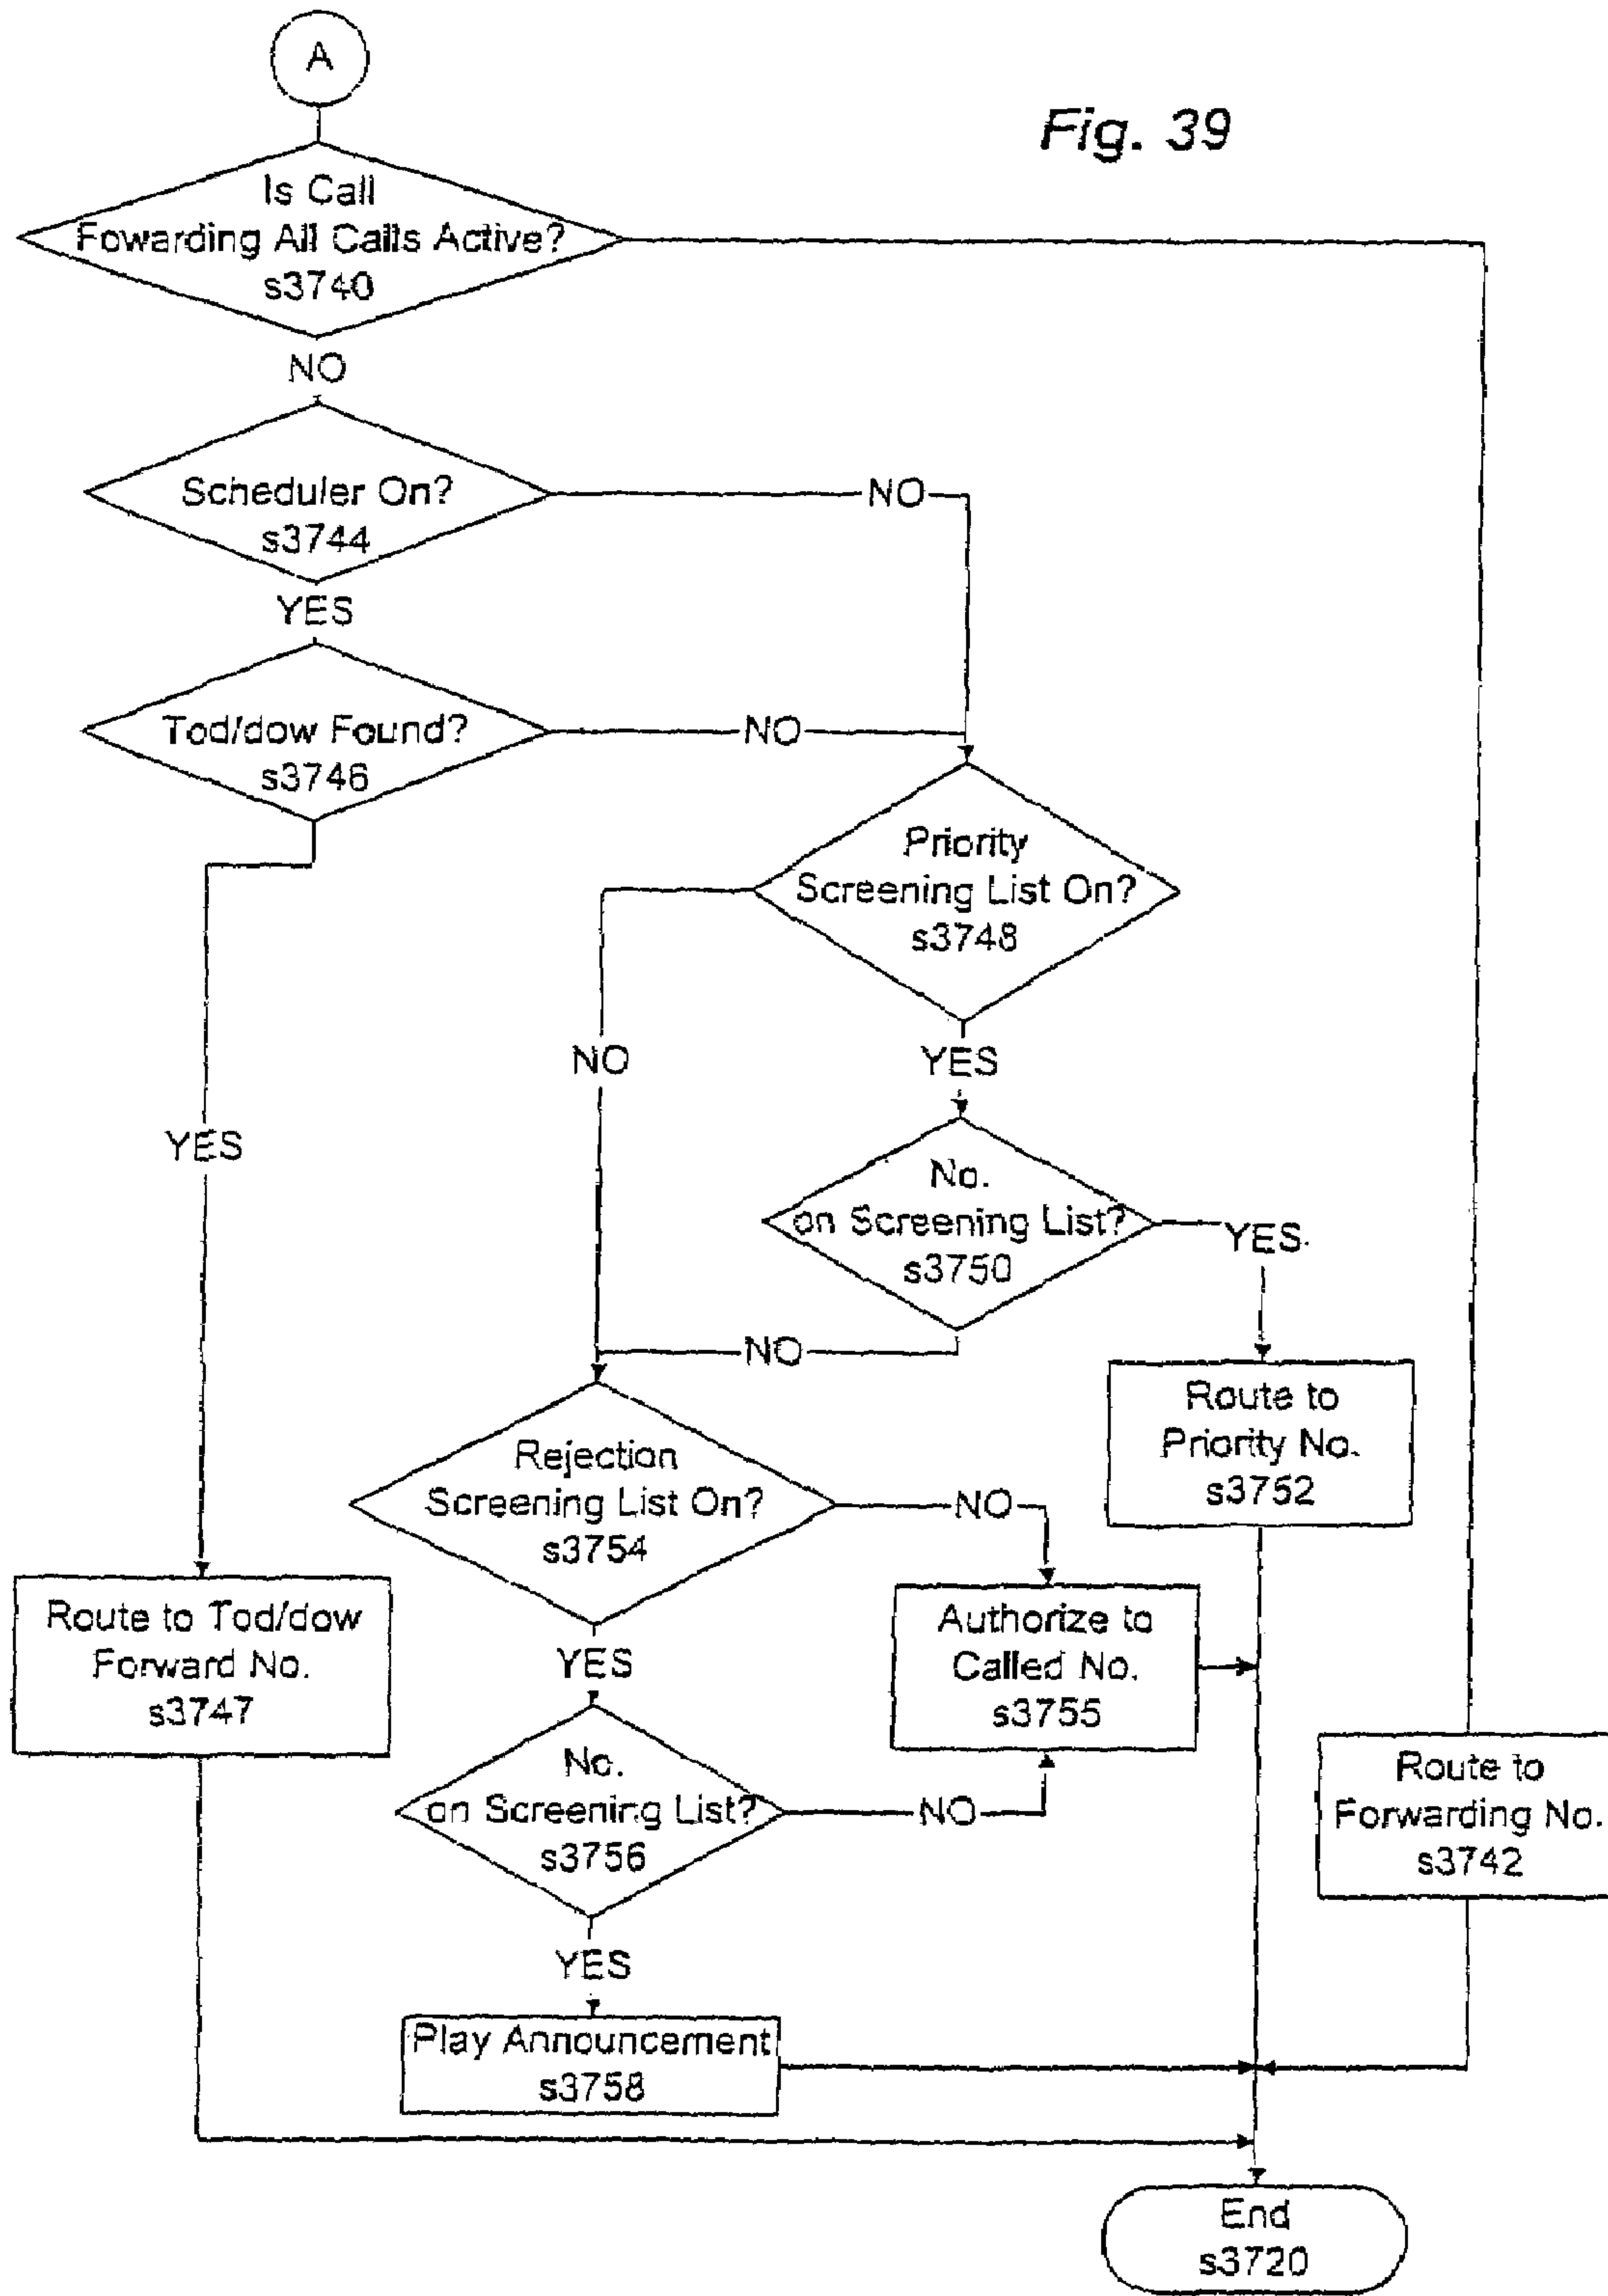 A
Fig. 39
Is Call
Fowarding All Calls Active?
s3740
NO
Scheduler On?
s3744
NO
YES
Tod/dow Found?
s3746
NO
Priority
Screening List On?
s3748
NO
YES
YES
No.
on Screening List?
s3750
YES
NO
Route to
Priority No.
s3752
Rejection
Screening List On?
s3754
NO
Route to Tod/dow
Forward No.
s3747
YES
Authorize to
Called No.
s3755
No.
on Screening List?
s3756
NO
Route to
Forwarding No.
s3742
YES
Play Announcement
s3758
End
s3720